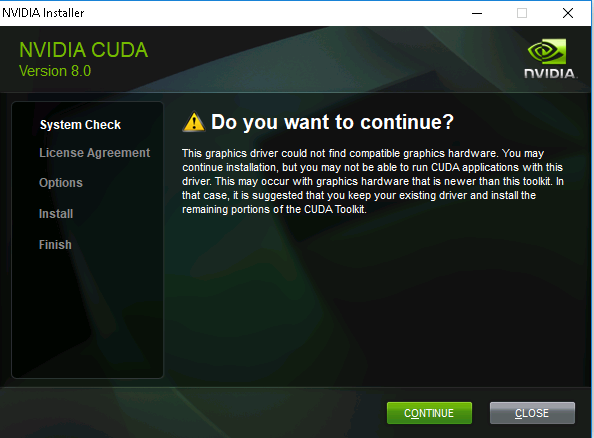 NVIDIA Installer
NVIDIA CUDA
Version 8.0
NVIDIA.
System Check
License Agreement
Options
Install
Finish
Do you want to continue?
This graphics driver could not find compatible graphics hardware. You may
continue installation, but you may not be able to run CUDA applications with this
driver. This may occur with graphics hardware that is newer than this toolkit. In
that case, it is suggested that you keep your existing driver and install the
remaining portions of the CUDA Toolkit.
CONTINUE
CLOSE